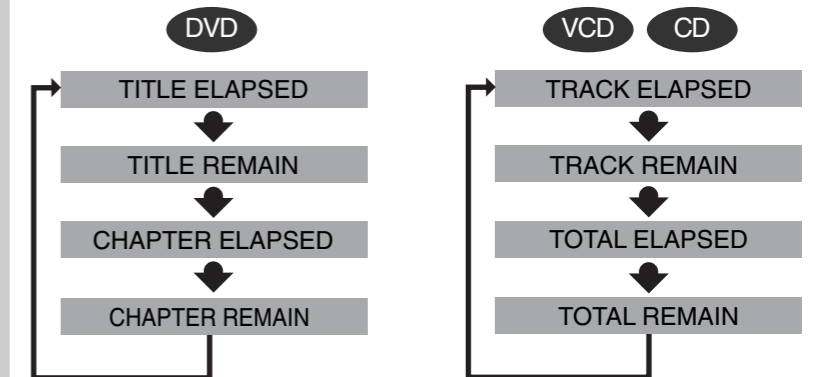 DVD
TITLE ELAPSED
TITLE REMAIN
CHAPTER ELAPSED
CHAPTER REMAIN
VCD CD
TRACK ELAPSED
TRACK REMAIN
TOTAL ELAPSED
TOTAL REMAIN